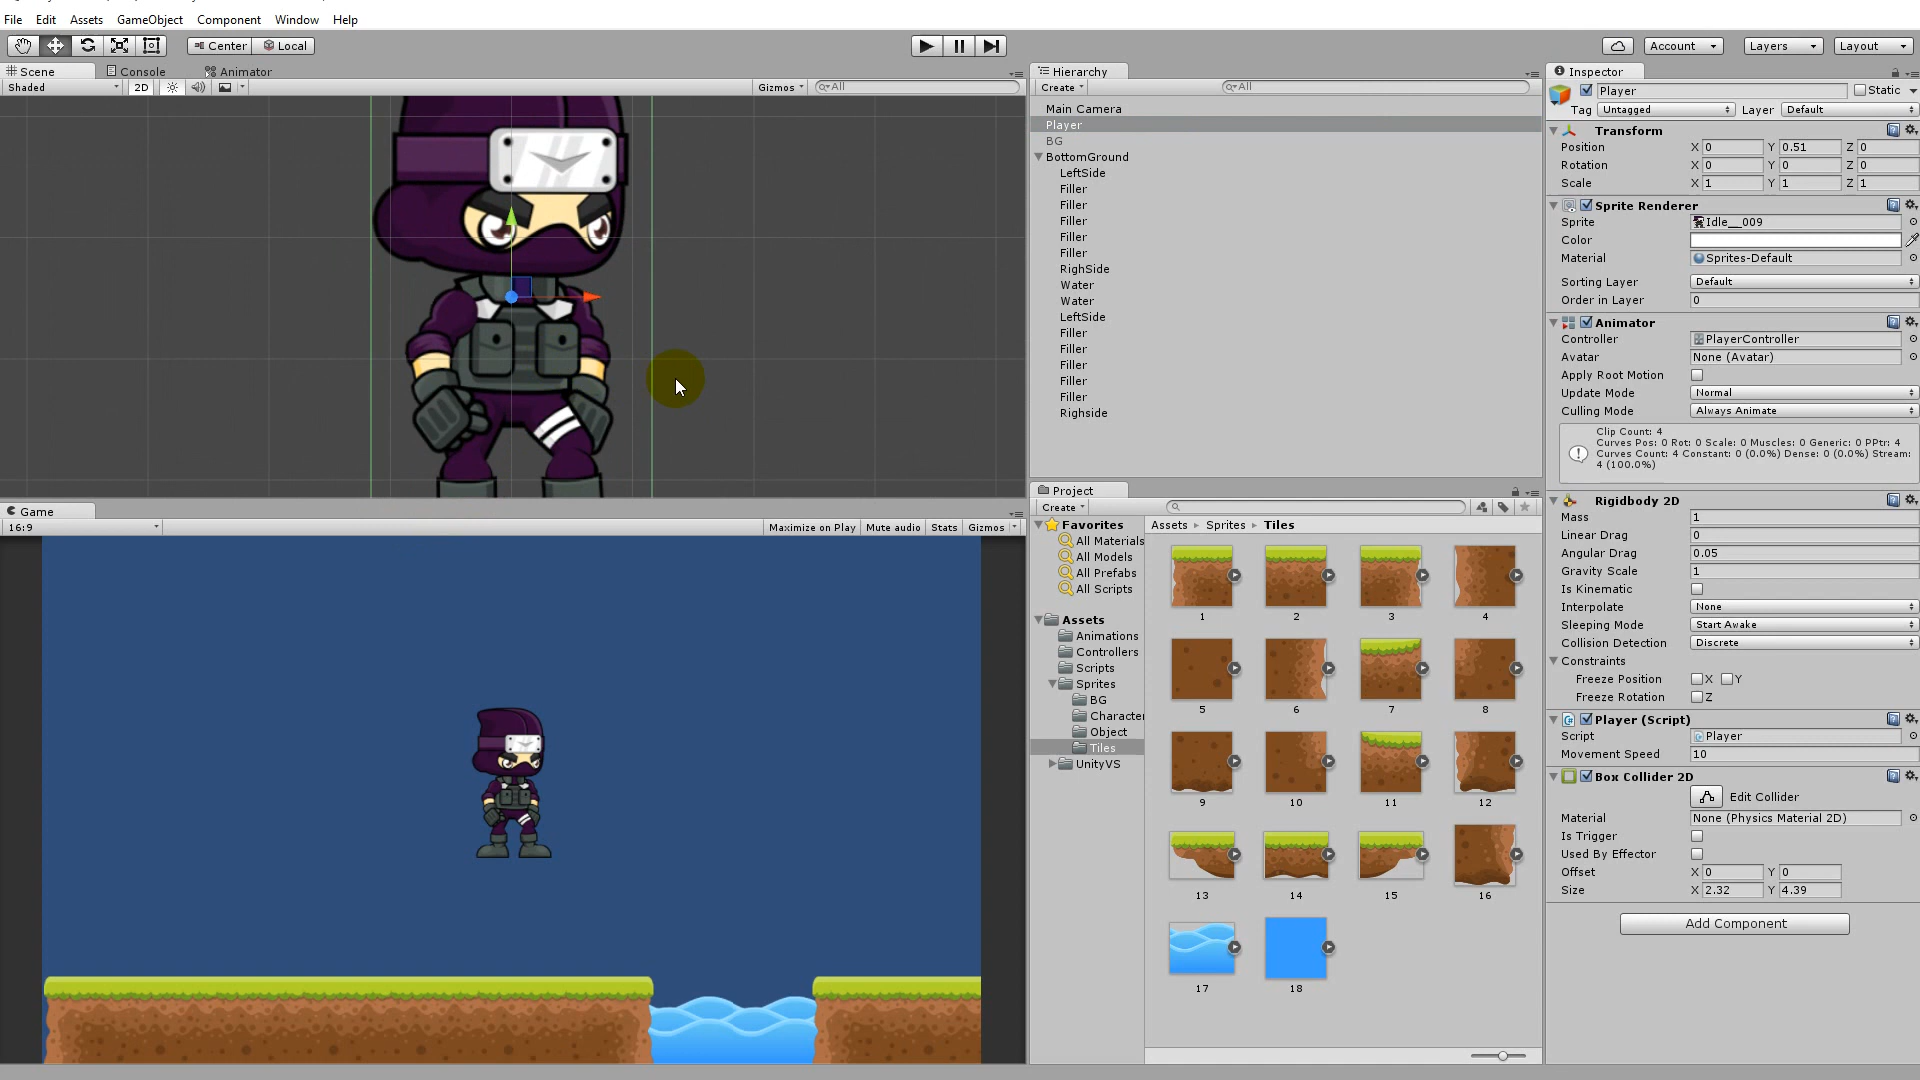 File Edit Assets GameObject Component Window Help
Center Local
Account Layers Layout
Scene Console Animator
Shaded 2D Gizmos All
Hierarchy
Create All
Main Camera
Player
BG
BottomGround
LeftSide
Filler
Filler
Filler
Filler
Filler
RighSide
Water
Water
LeftSide
Filler
Filler
Filler
Filler
Filler
Righside
Game
16:9 Maximize on Play Mute audio Stats Gizmos
Project
Create
Favorites
All Materials
All Models
All Prefabs
All Scripts
Assets
Animations
Controllers
Scripts
Sprites
BG
Character
Object
Tiles
UnityVS
Assets Sprites Tiles
1 2 3 4
5 6 7 8
9 10 11 12
13 14 15 16
17 18
Inspector
Player Static
Tag Untagged Layer Default
Transform
Position X 0 Y 0.51 Z 0
Rotation X 0 Y 0 Z 0
Scale X 1 Y 1 Z 1
Sprite Renderer
Sprite Idle__009
Color
Material Sprites-Default
Sorting Layer Default
Order in Layer 0
Animator
Controller PlayerController
Avatar None (Avatar)
Apply Root Motion
Update Mode Normal
Culling Mode Always Animate
Clip Count: 4
Curves Pos: 0 Rot: 0 Scale: 0 Muscles: 0 Generic: 0 PPtr: 4
Curves Count: 4 Constant: 0 (0.0%) Dense: 0 (0.0%) Stream:
4 (100.0%)
Rigidbody 2D
Mass 1
Linear Drag 0
Angular Drag 0.05
Gravity Scale 1
Is Kinematic
Interpolate None
Sleeping Mode Start Awake
Collision Detection Discrete
Constraints
Freeze Position X Y
Freeze Rotation Z
Player (Script)
Script Player
Movement Speed 10
Box Collider 2D
Edit Collider
Material None (Physics Material 2D)
Is Trigger
Used By Effector
Offset X 0 Y 0
Size X 2.32 Y 4.39
Add Component